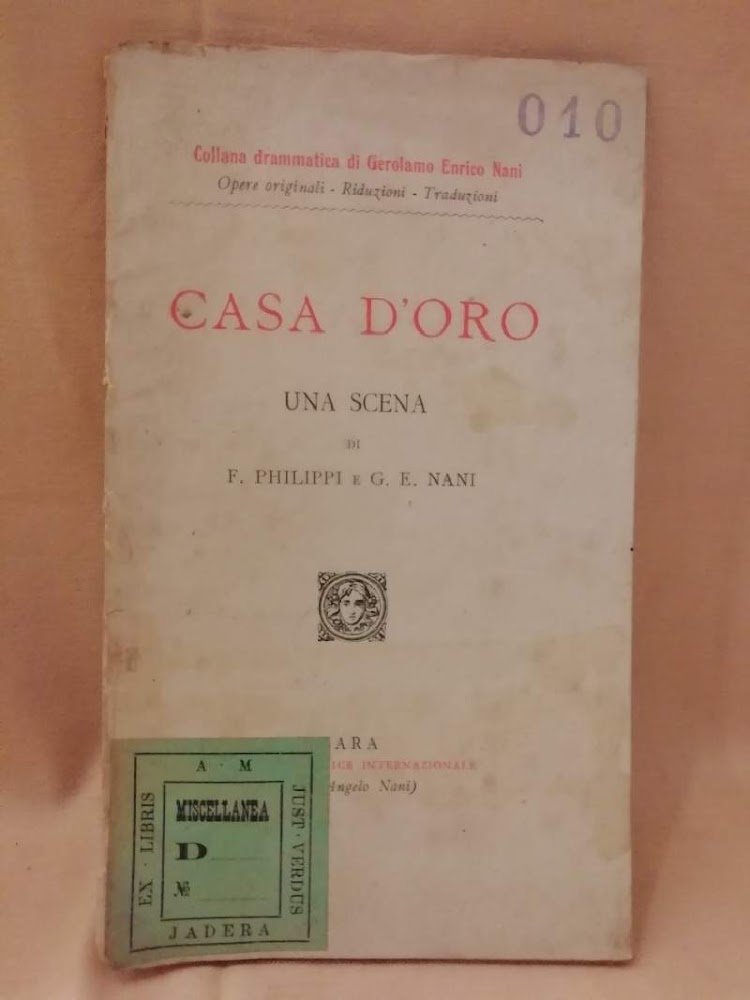 010
Collana drammatica di Gerolamo Enrico Nani
Opere originali - Riduzioni - Traduzioni
CASA D'ORO
UNA SCENA
DI
F. PHILIPPI E G. E. NANI
ARA
ICE INTERNAZIONALE
Angelo Nani)
A · M
EX · LIBRIS
JUST · VERDUS
JADERA
MISCELLANEA
D
№